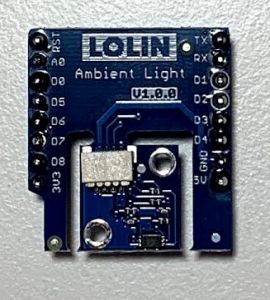 LOLIN
Ambient Light
V1.0.0
RST
A0
D0
D5
D6
D7
D8
3V3
TX
RX
D1
D2
D3
D4
GND
5V